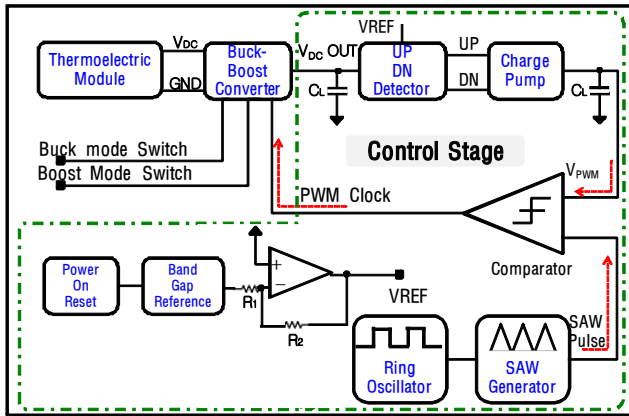 VREF
Thermoelectric
Module
VDC
GND
Buck-
Boost
Converter
VDC OUT
CL
UP
DN
Detector
UP
DN
Charge
Pump
CL
Buck mode Switch
Boost Mode Switch
Control Stage
PWM Clock
VPWM
Comparator
Power
On
Reset
Band
Gap
Reference
R1
+
−
R2
VREF
SAW
Pulse
Ring
Oscillator
SAW
Generator